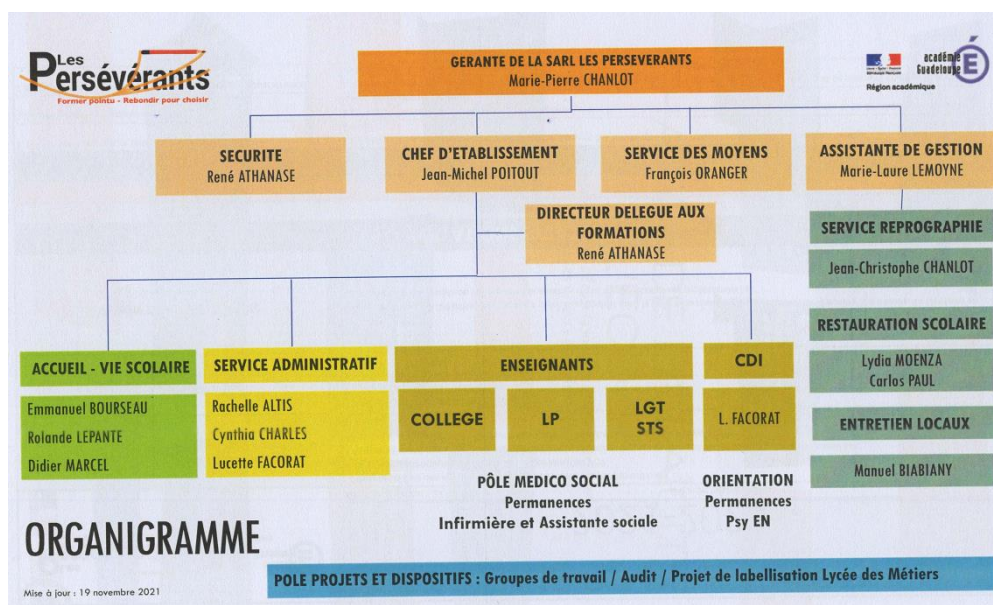 Les
Persévérants
Former pointu - Rebondir pour choisir
GERANTE DE LA SARL LES PERSEVERANTS
Marie-Pierre CHANLOT
RÉPUBLIQUE FRANÇAISE
académie
Guadeloupe
Région académique
SECURITE
René ATHANASE
CHEF D'ETABLISSEMENT
Jean-Michel POITOUT
SERVICE DES MOYENS
François ORANGER
ASSISTANTE DE GESTION
Marie-Laure LEMOYNE
DIRECTEUR DELEGUE AUX
FORMATIONS
René ATHANASE
SERVICE REPROGRAPHIE
Jean-Christophe CHANLOT
RESTAURATION SCOLAIRE
Lydia MOENZA
Carlos PAUL
ENTRETIEN LOCAUX
Manuel BIABIANY
ACCUEIL - VIE SCOLAIRE
Emmanuel BOURSEAU
Rolande LEPANTE
Didier MARCEL
SERVICE ADMINISTRATIF
Rachelle ALTIS
Cynthia CHARLES
Lucette FACORAT
ENSEIGNANTS
COLLEGE
LP
LGT
STS
CDI
L. FACORAT
PÔLE MEDICO SOCIAL
Permanences
Infirmière et Assistante sociale
ORIENTATION
Permanences
Psy EN
ORGANIGRAMME
Mise à jour : 19 novembre 2021
POLE PROJETS ET DISPOSITIFS : Groupes de travail / Audit / Projet de labellisation Lycée des Métiers